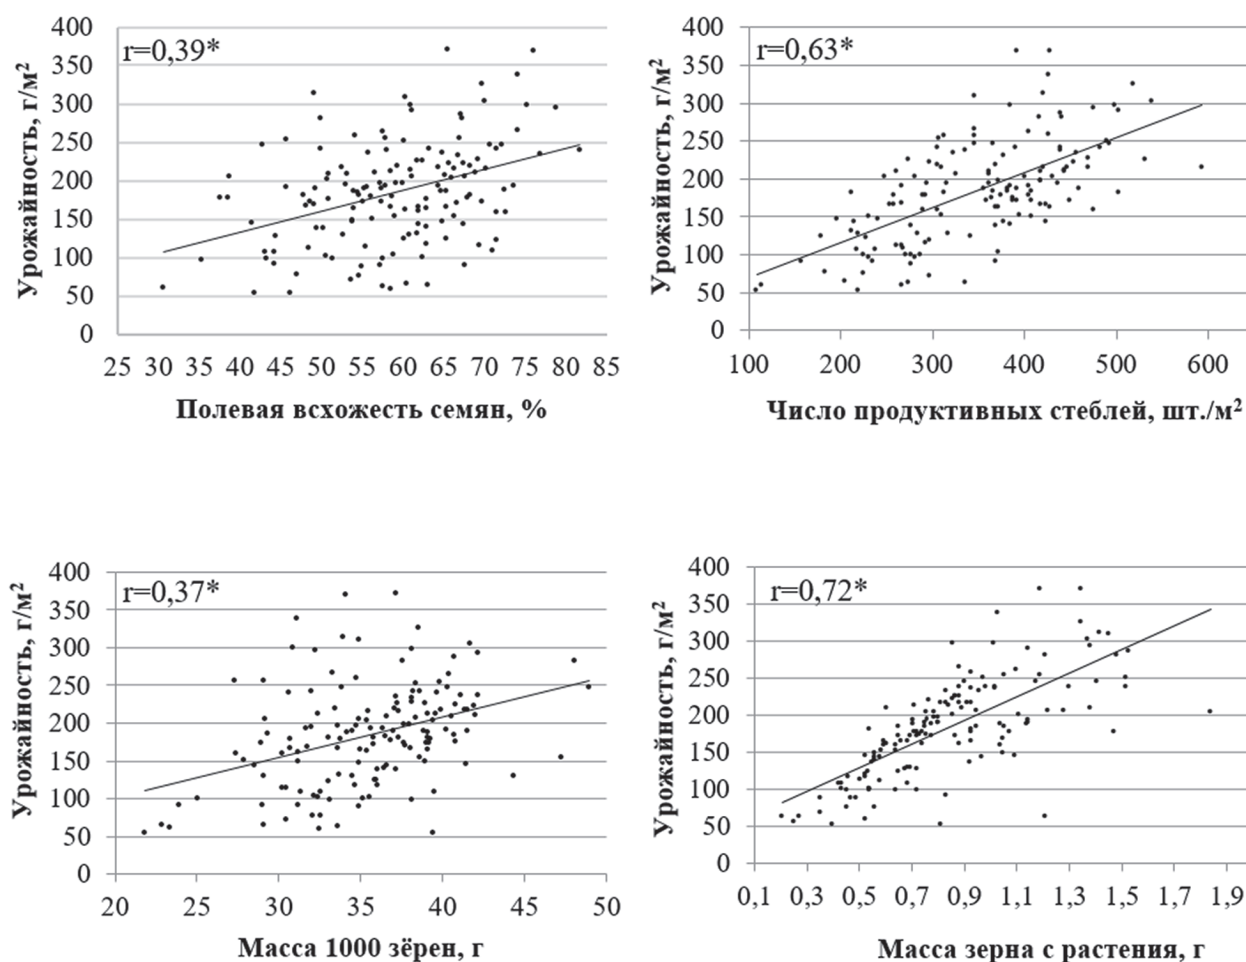 400
350
300
250
200
150
100
50
0
Урожайность, г/м²
r=0,39*
25 30 35 40 45 50 55 60 65 70 75 80 85
Полевая всхожесть семян, %
400
350
300
250
200
150
100
50
0
Урожайность, г/м²
r=0,63*
100 200 300 400 500 600
Число продуктивных стеблей, шт./м²
400
350
300
250
200
150
100
50
0
Урожайность, г/м²
r=0,37*
20 25 30 35 40 45 50
Масса 1000 зёрен, г
400
350
300
250
200
150
100
50
0
Урожайность, г/м²
r=0,72*
0,1 0,3 0,5 0,7 0,9 1,1 1,3 1,5 1,7 1,9
Масса зерна с растения, г